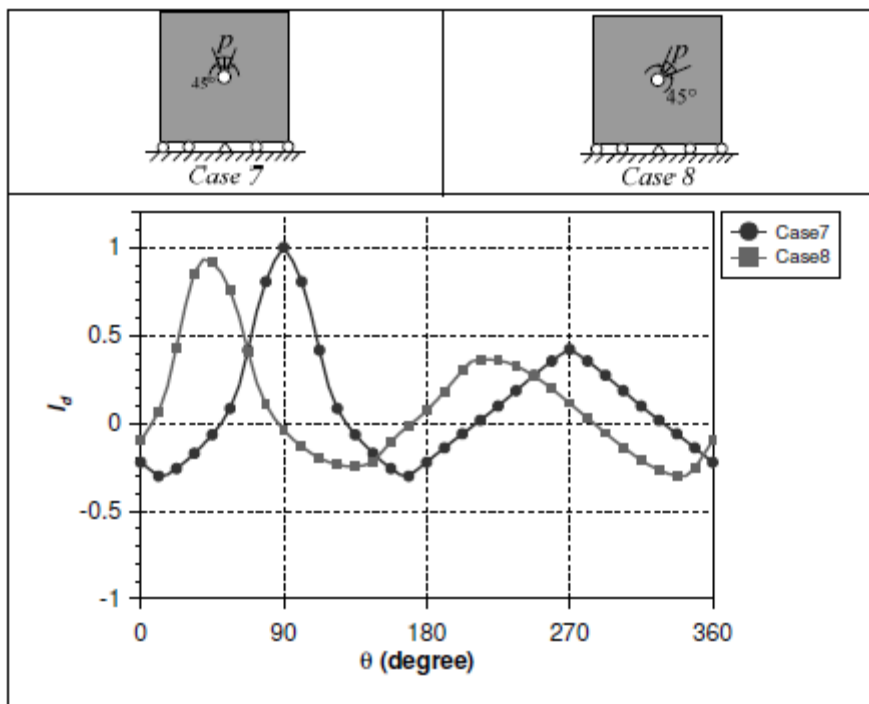 p
45°
Case 7
p
45°
Case 8
1
0.5
0
-0.5
-1
I_d
0 90 180 270 360
θ (degree)
Case7
Case8